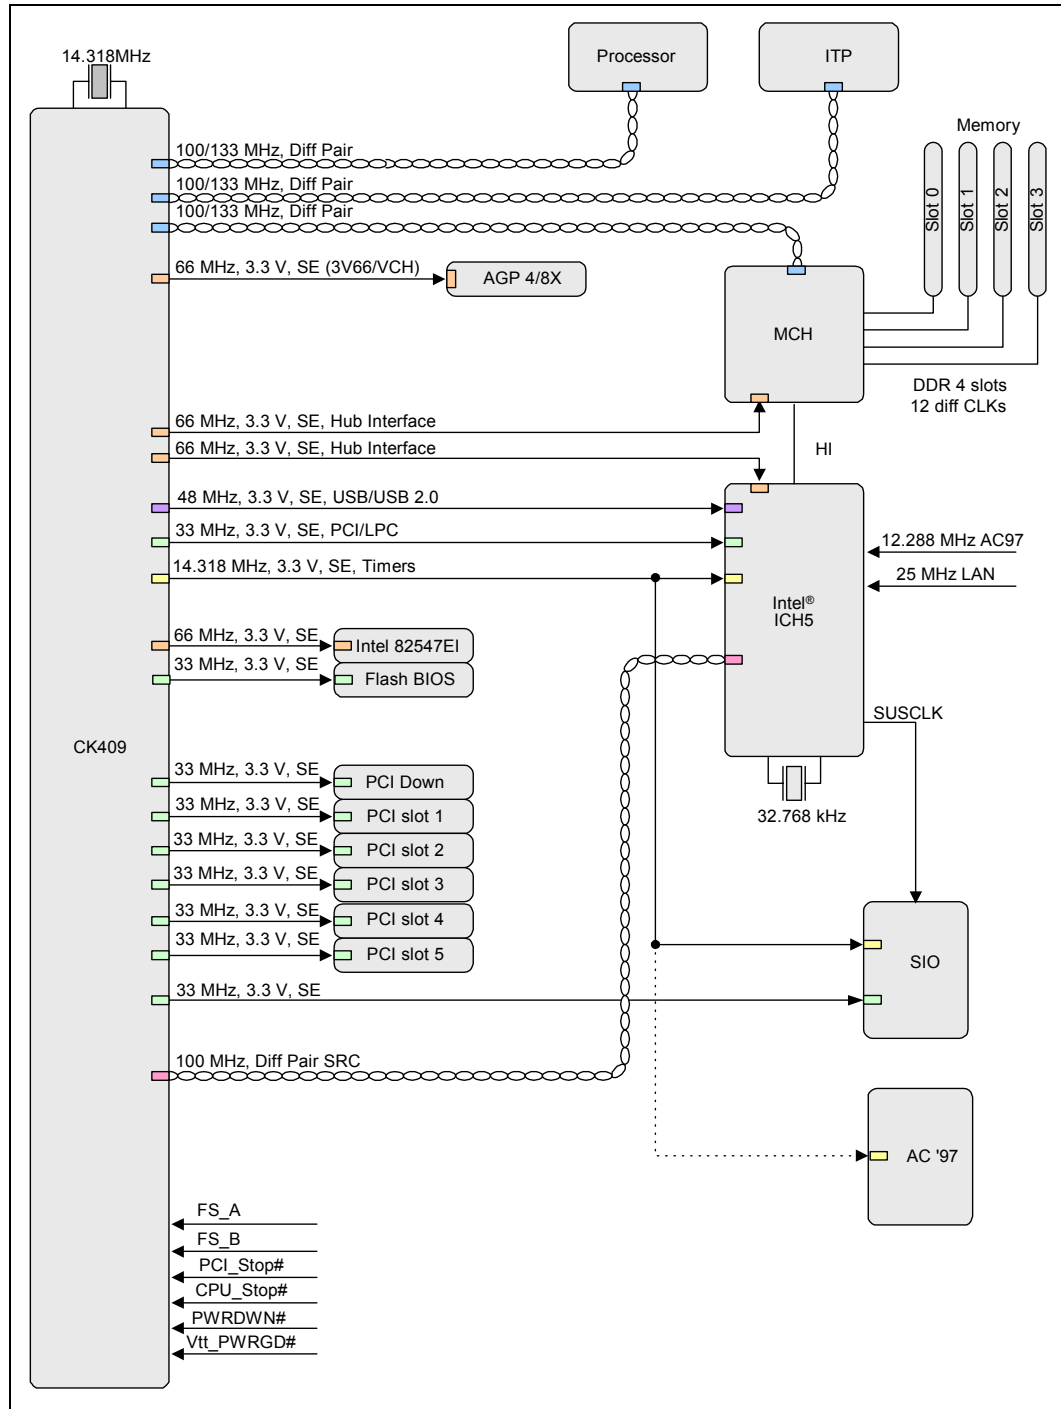 14.318MHz
Processor
ITP
Memory
Slot 0
Slot 1
Slot 2
Slot 3
100/133 MHz, Diff Pair
100/133 MHz, Diff Pair
100/133 MHz, Diff Pair
66 MHz, 3.3 V, SE (3V66/VCH)
AGP 4/8X
MCH
DDR 4 slots
12 diff CLKs
66 MHz, 3.3 V, SE, Hub Interface
66 MHz, 3.3 V, SE, Hub Interface
HI
48 MHz, 3.3 V, SE, USB/USB 2.0
33 MHz, 3.3 V, SE, PCI/LPC
12.288 MHz AC97
14.318 MHz, 3.3 V, SE, Timers
25 MHz LAN
Intel®
ICH5
66 MHz, 3.3 V, SE
Intel 82547EI
33 MHz, 3.3 V, SE
Flash BIOS
SUSCLK
CK409
33 MHz, 3.3 V, SE
PCI Down
33 MHz, 3.3 V, SE
PCI slot 1
32.768 kHz
33 MHz, 3.3 V, SE
PCI slot 2
33 MHz, 3.3 V, SE
PCI slot 3
33 MHz, 3.3 V, SE
PCI slot 4
33 MHz, 3.3 V, SE
PCI slot 5
SIO
33 MHz, 3.3 V, SE
100 MHz, Diff Pair SRC
AC '97
FS_A
FS_B
PCI_Stop#
CPU_Stop#
PWRDWN#
Vtt_PWRGD#